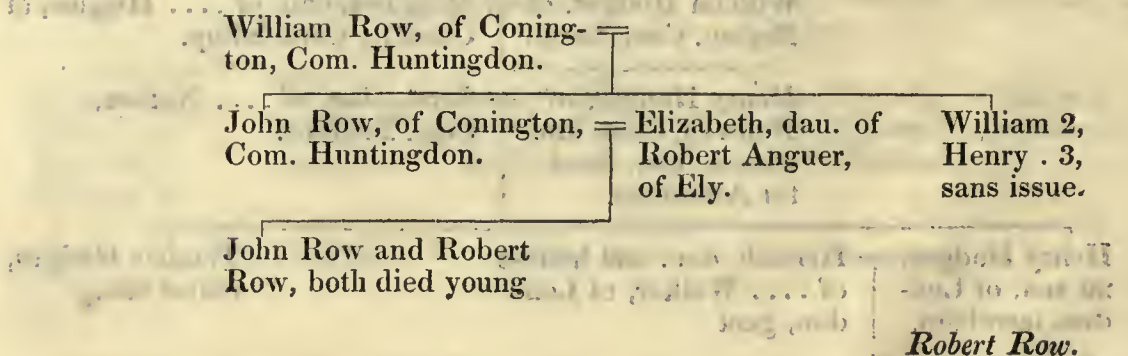 William Row, of Coning-
ton, Com. Huntingdon.
John Row, of Conington,
Com. Huntingdon.
Elizabeth, dau. of
Robert Anguer,
of Ely.
William 2,
Henry . 3,
sans issue.
John Row and Robert
Row, both died young
Robert Row.